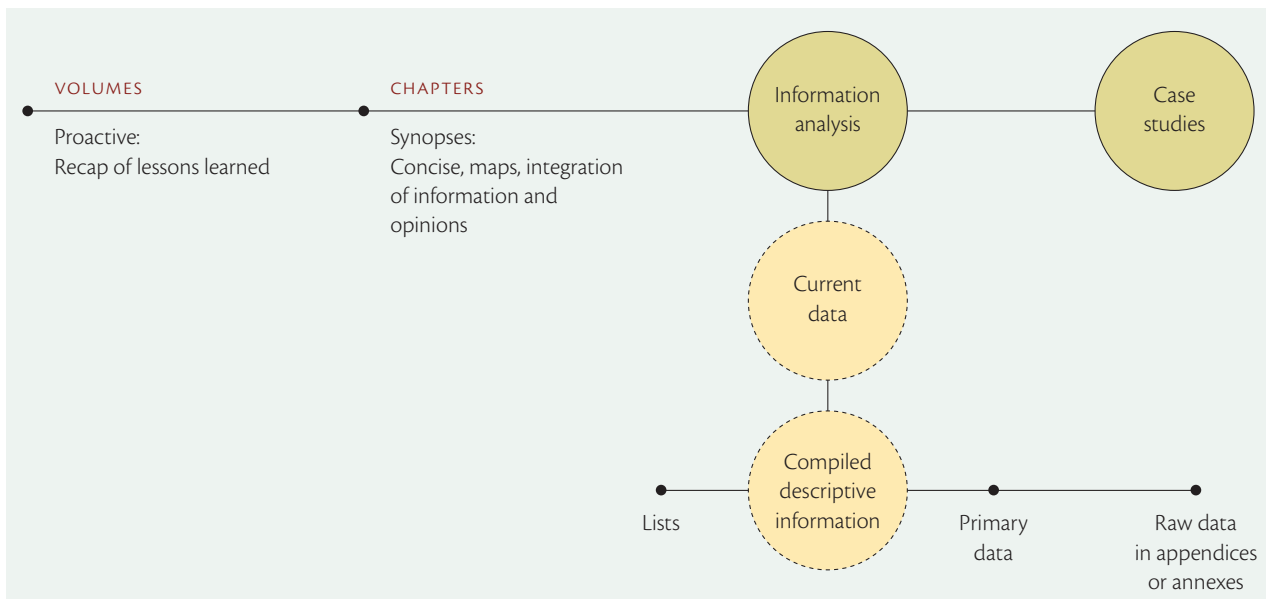 VOLUMES
Proactive:
Recap of lessons learned
CHAPTERS
Synopses:
Concise, maps, integration
of information and
opinions
Information
analysis
Case
studies
Current
data
Compiled
descriptive
information
Lists
Primary
data
Raw data
in appendices
or annexes